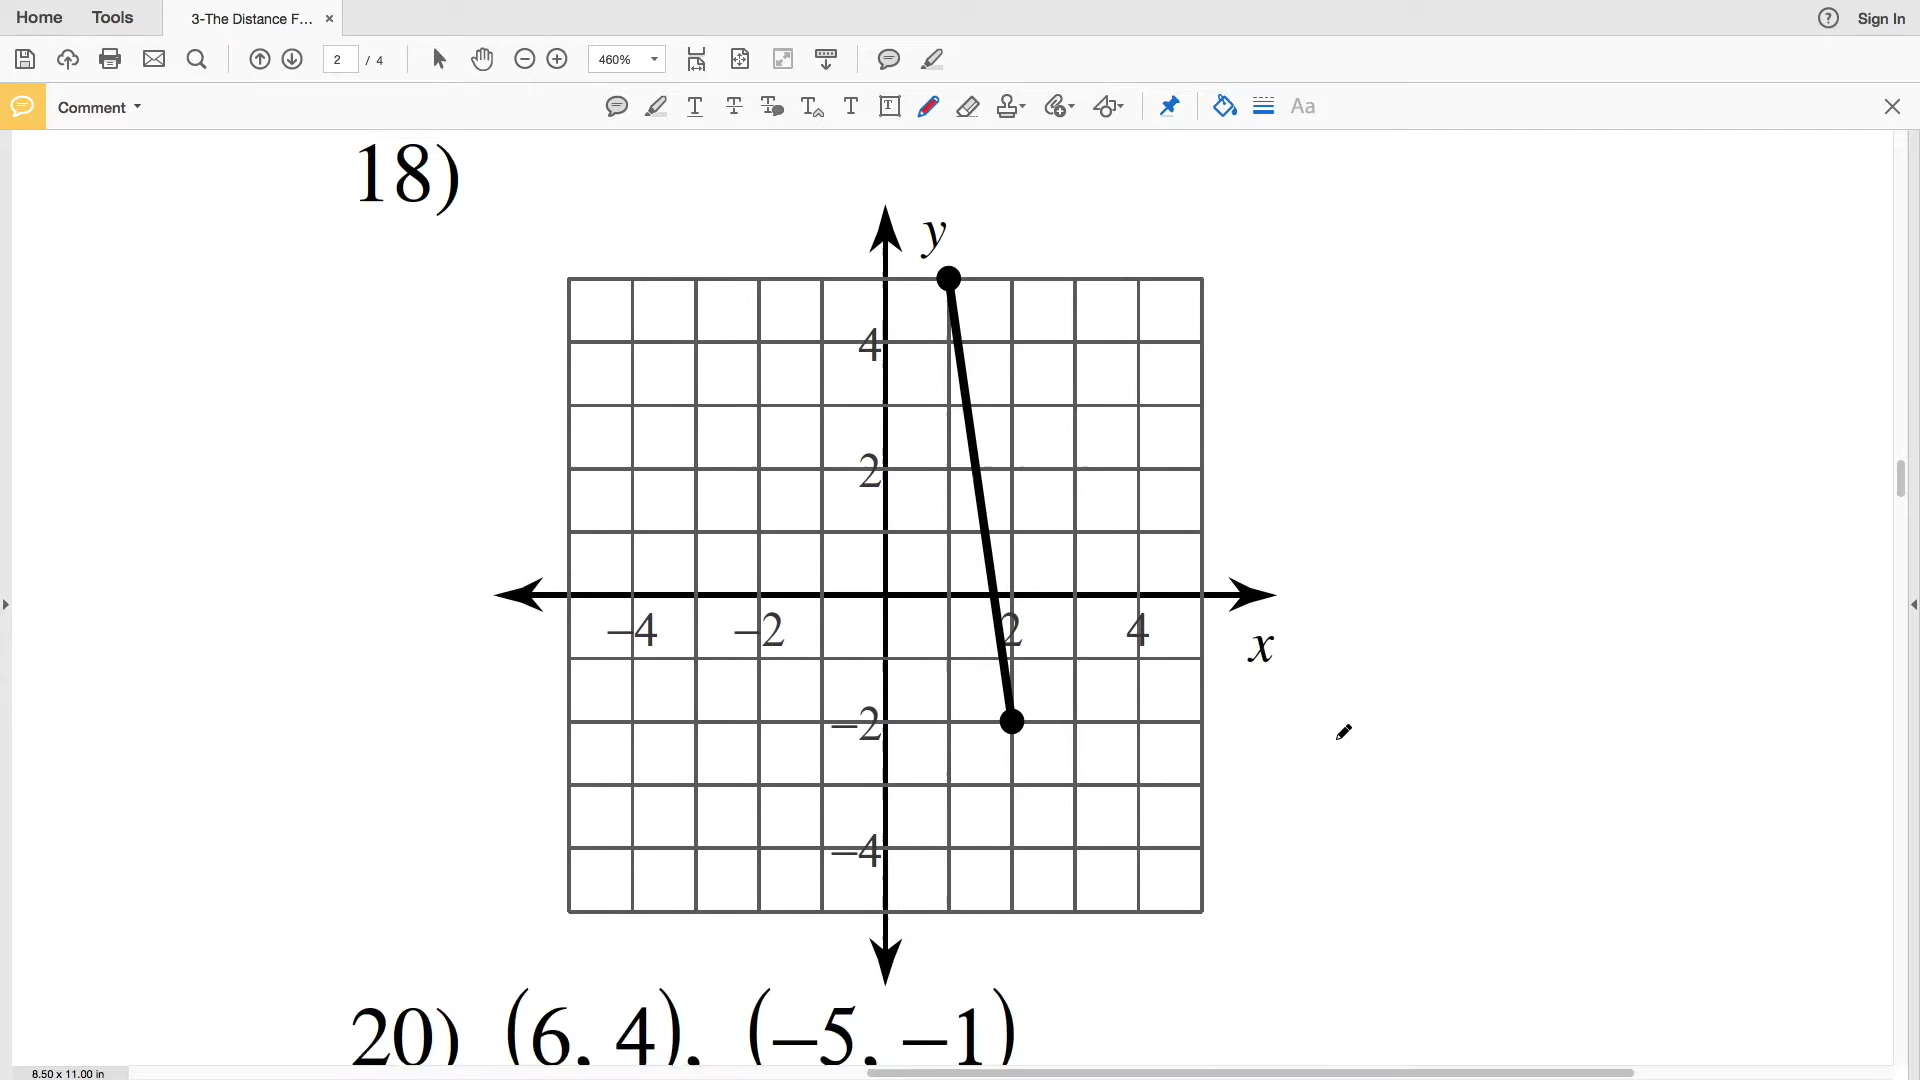 Home Tools 3-The Distance F... × ? Sign In
2 / 4 460%
Comment Aa
18)
y
4
2
−4 −2 2 4
x
−2
−4
20) (6, 4), (−5, −1)
8.50 x 11.00 in